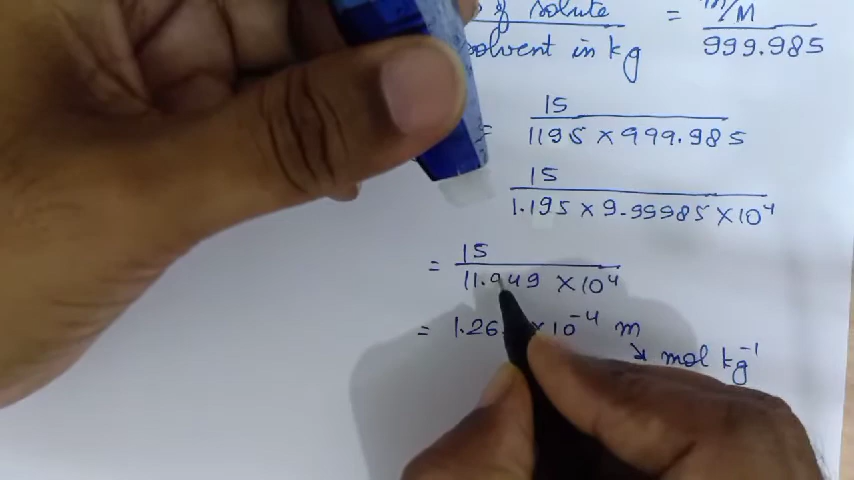 of solute = m/M
solvent in kg 999.985
= 15
1195 × 999.985
15
1.195 × 9.99985 × 10⁴
= 15
11.949 × 10⁴
= 1.26 × 10⁻⁴ m
↘ mol kg⁻¹